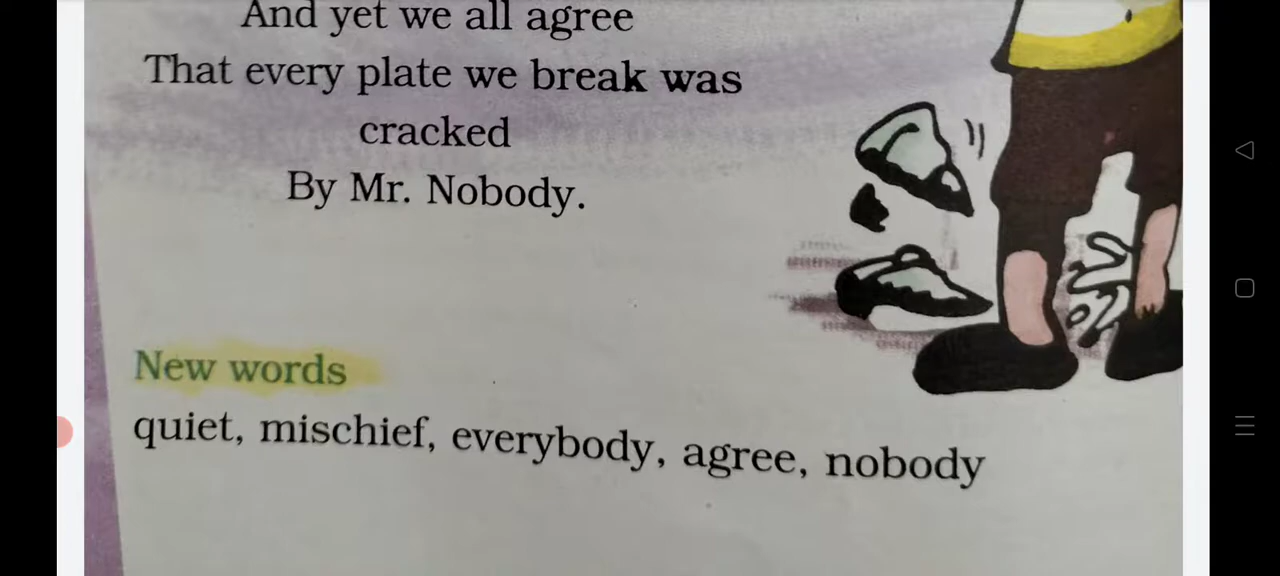 And yet we all agree
That every plate we break was
cracked
By Mr. Nobody.
New words
quiet, mischief, everybody, agree, nobody